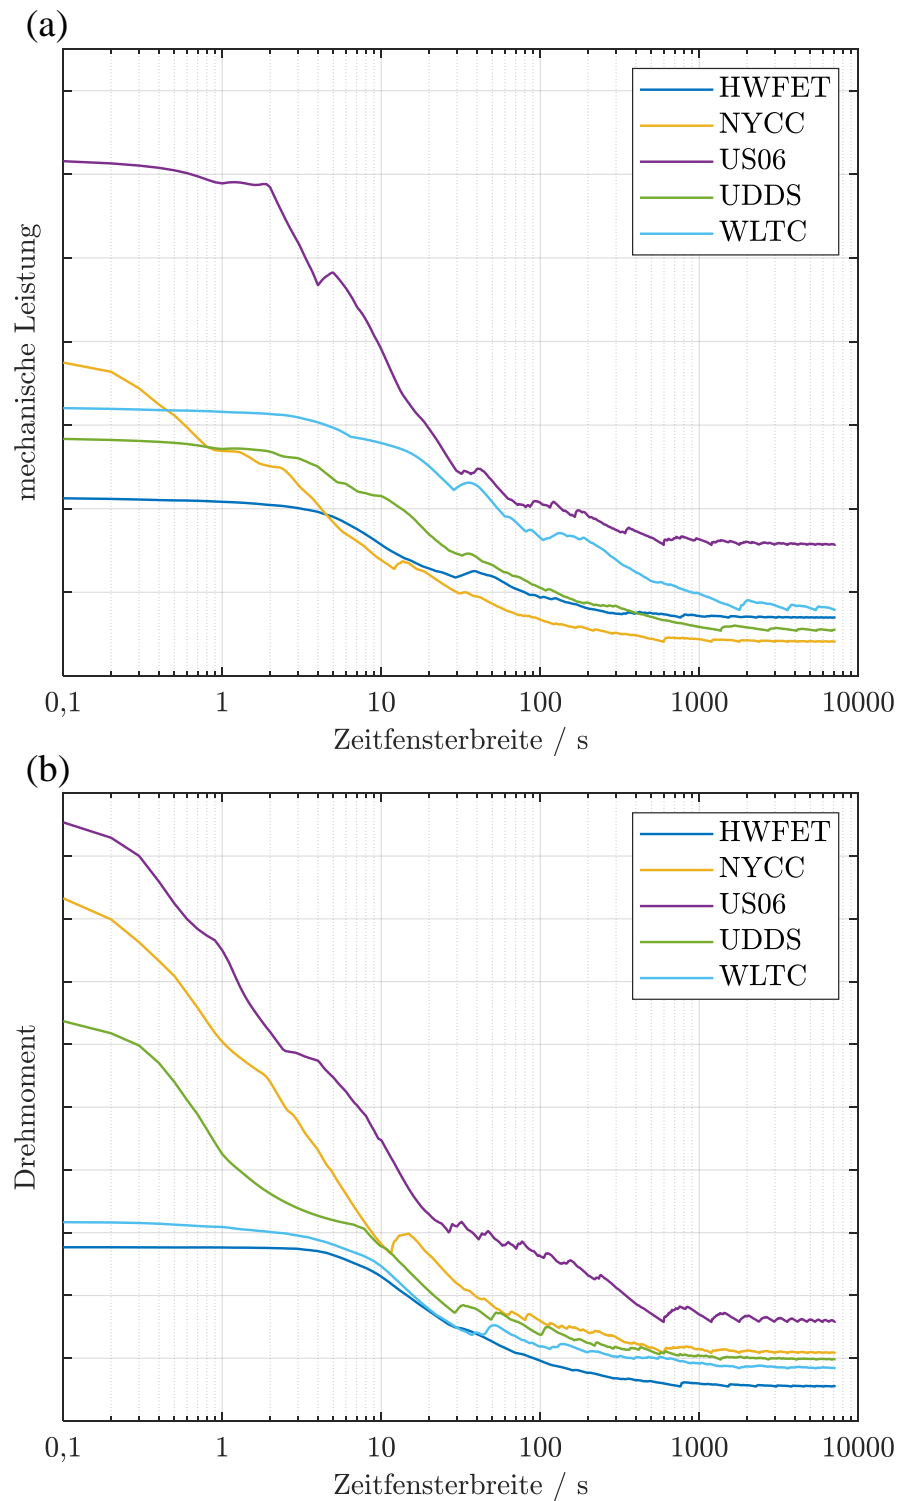 (a)
HWFET
NYCC
US06
UDDS
WLTC
mechanische Leistung
0,1 1 10 100 1000 10000
Zeitfensterbreite / s
(b)
HWFET
NYCC
US06
UDDS
WLTC
Drehmoment
0,1 1 10 100 1000 10000
Zeitfensterbreite / s